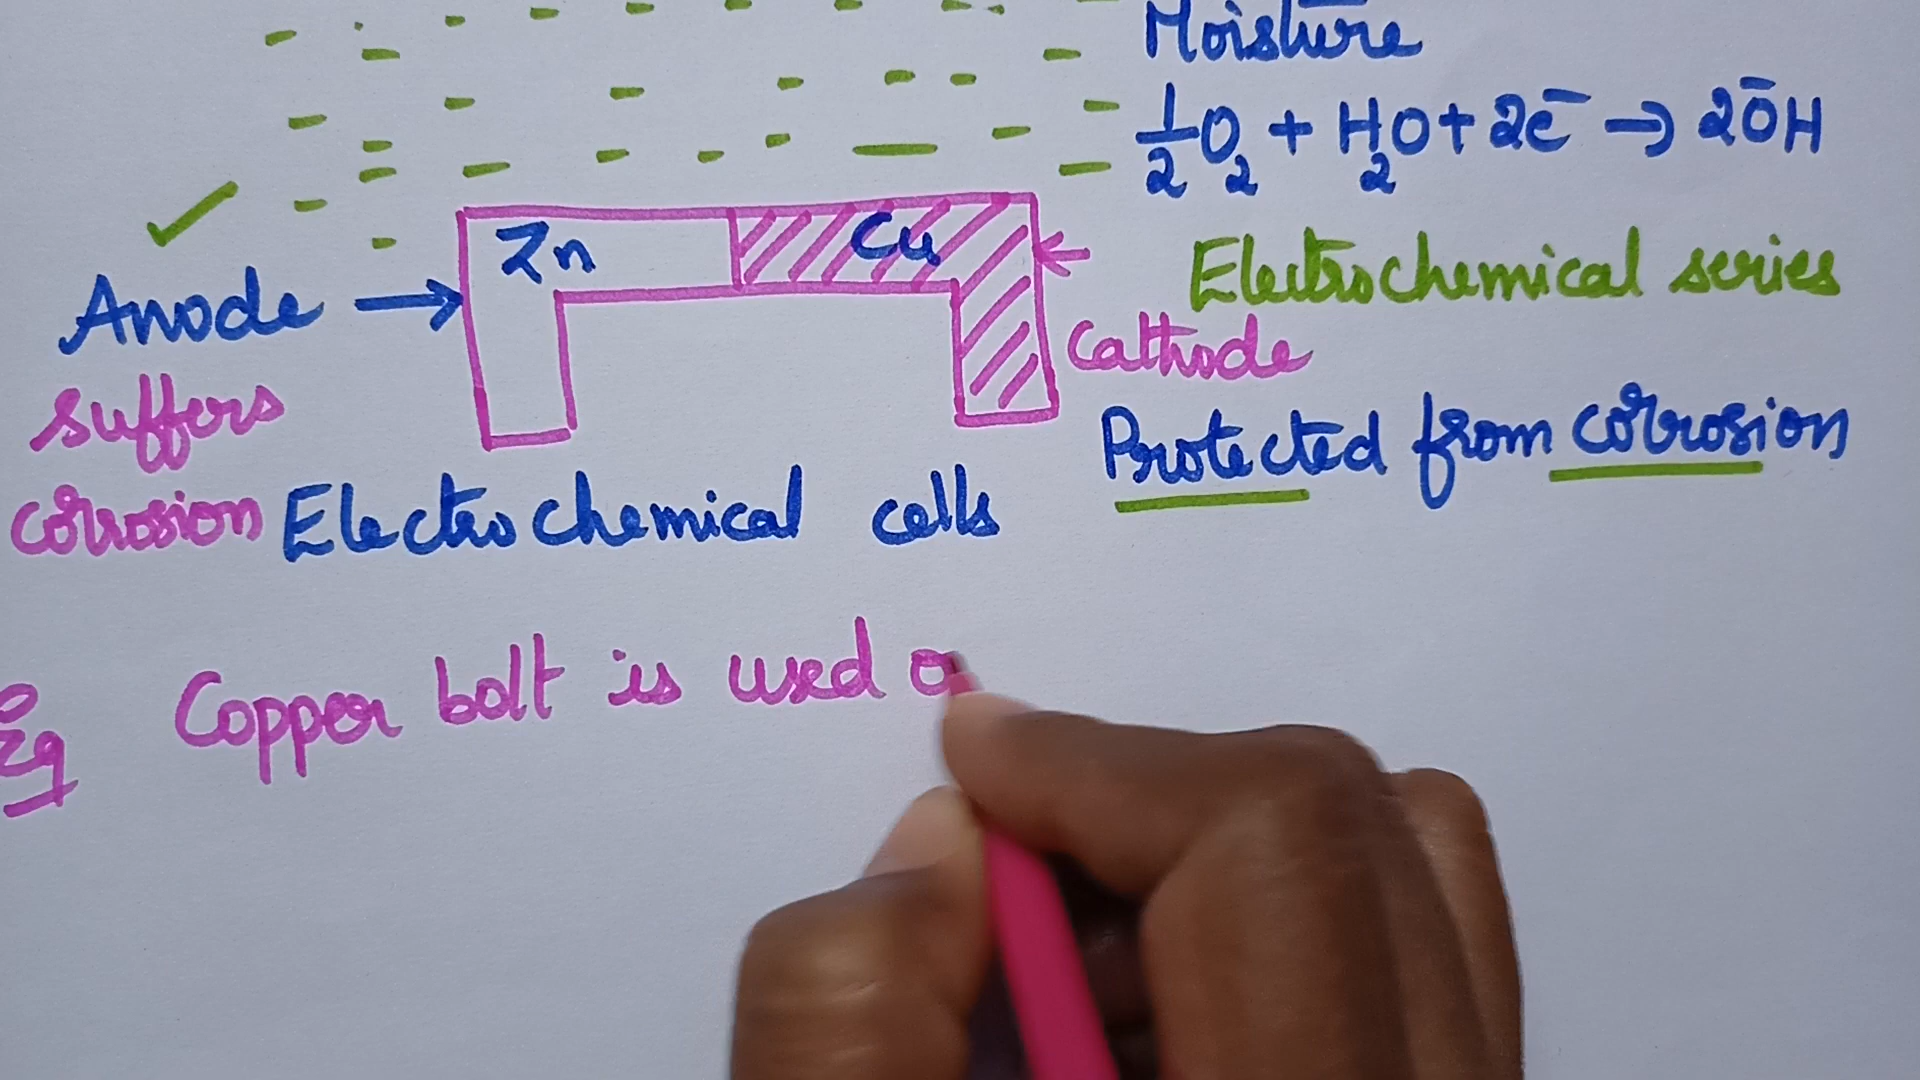 Moisture
1/2 O₂ + H₂O + 2e⁻ → 2ŌH
Zn
Cu
Electrochemical series
Anode
Cathode
suffers
Protected from corrosion
corrosion
Electrochemical cells
Eg
Copper bolt is used o